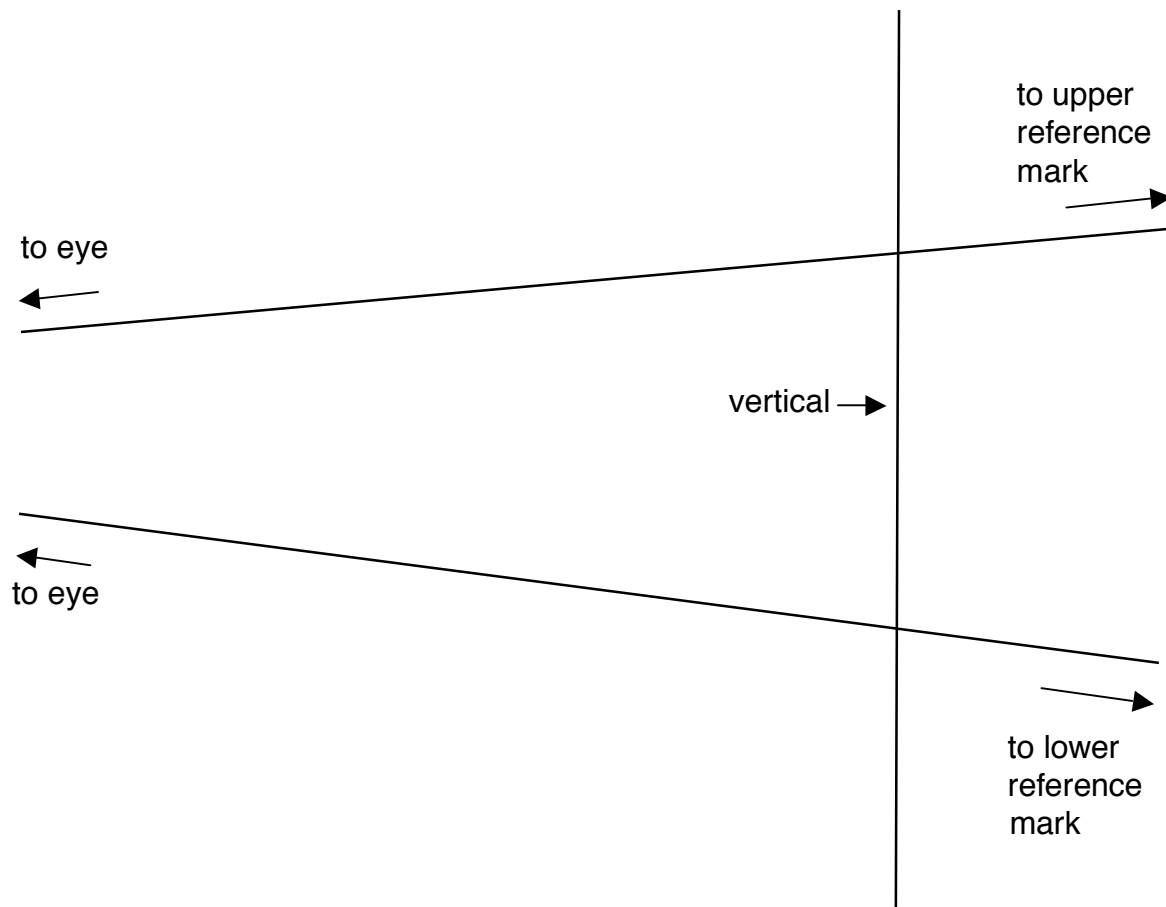 to upper
reference
mark
to eye
vertical
to eye
to lower
reference
mark